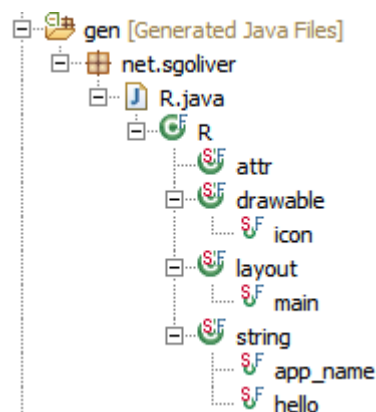 gen [Generated Java Files]
net.sgoliver
R.java
R
attr
drawable
icon
layout
main
string
app_name
hello